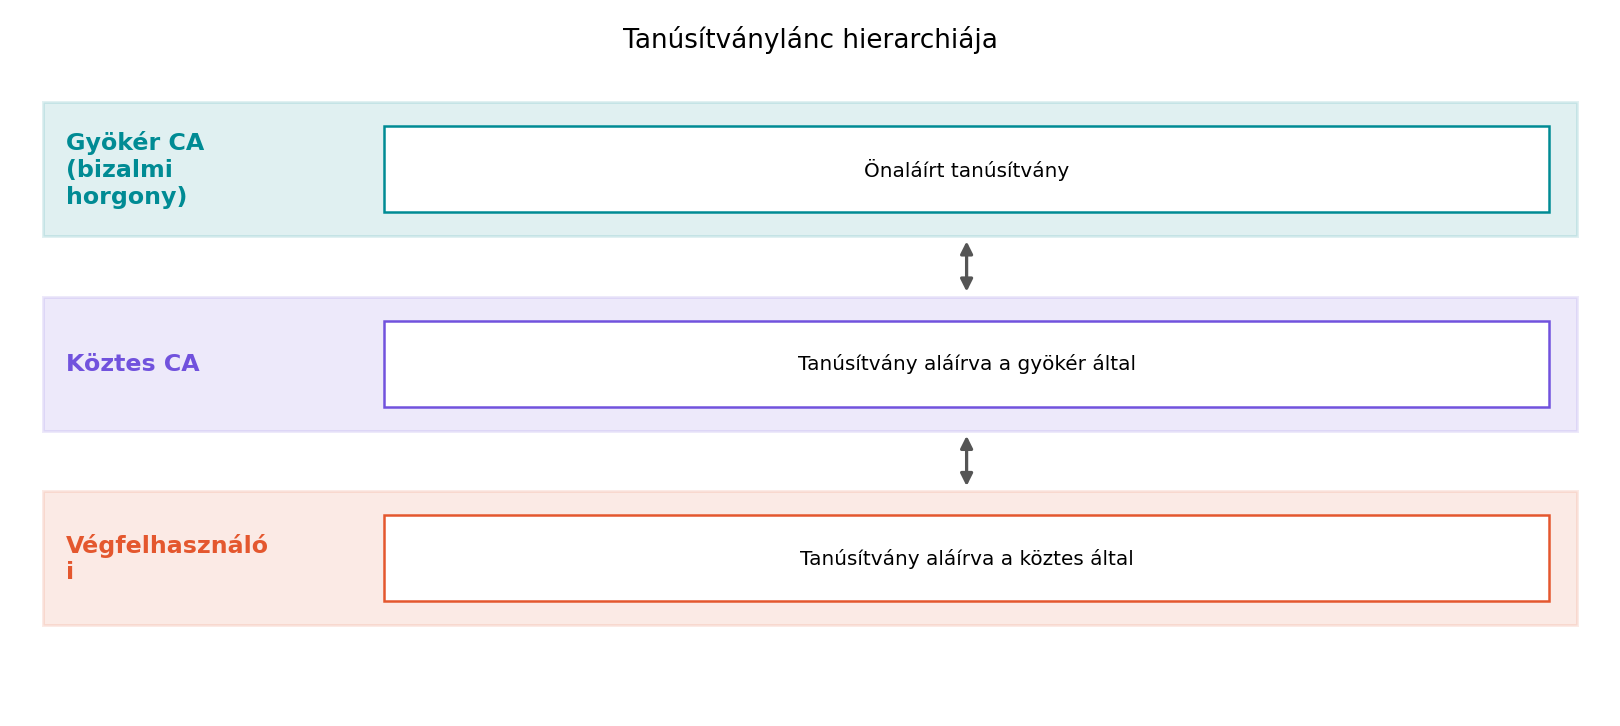 Tanúsítványlánc hierarchiája
Gyökér CA
(bizalmi
horgony)
Önaláírt tanúsítvány
Köztes CA
Tanúsítvány aláírva a gyökér által
Végfelhasználó
i
Tanúsítvány aláírva a köztes által